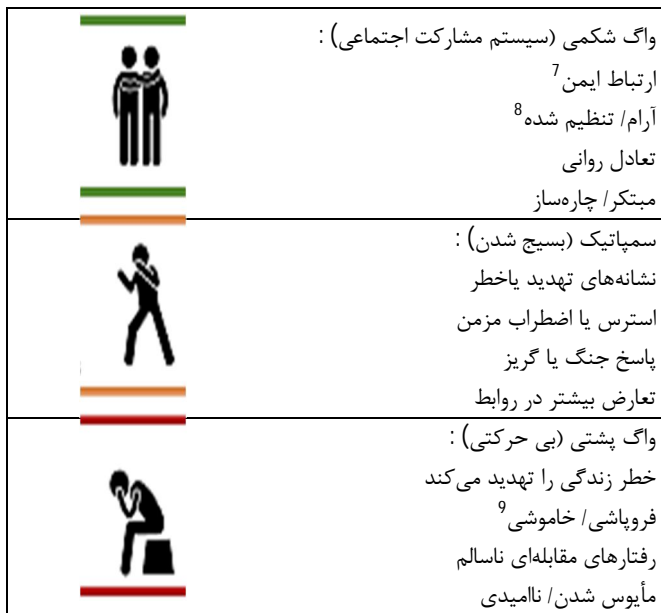 واگ شکمی (سیستم مشارکت اجتماعی) :
ارتباط ایمن7
آرام/ تنظیم شده8
تعادل روانی
مبتکر/ چاره‌ساز
سمپاتیک (بسیج شدن) :
نشانه‌های تهدید یاخطر
استرس یا اضطراب مزمن
پاسخ جنگ یا گریز
تعارض بیشتر در روابط
واگ پشتی (بی حرکتی) :
خطر زندگی را تهدید می‌کند
فروپاشی/ خاموشی9
رفتارهای مقابله‌ای ناسالم
مأیوس شدن/ ناامیدی